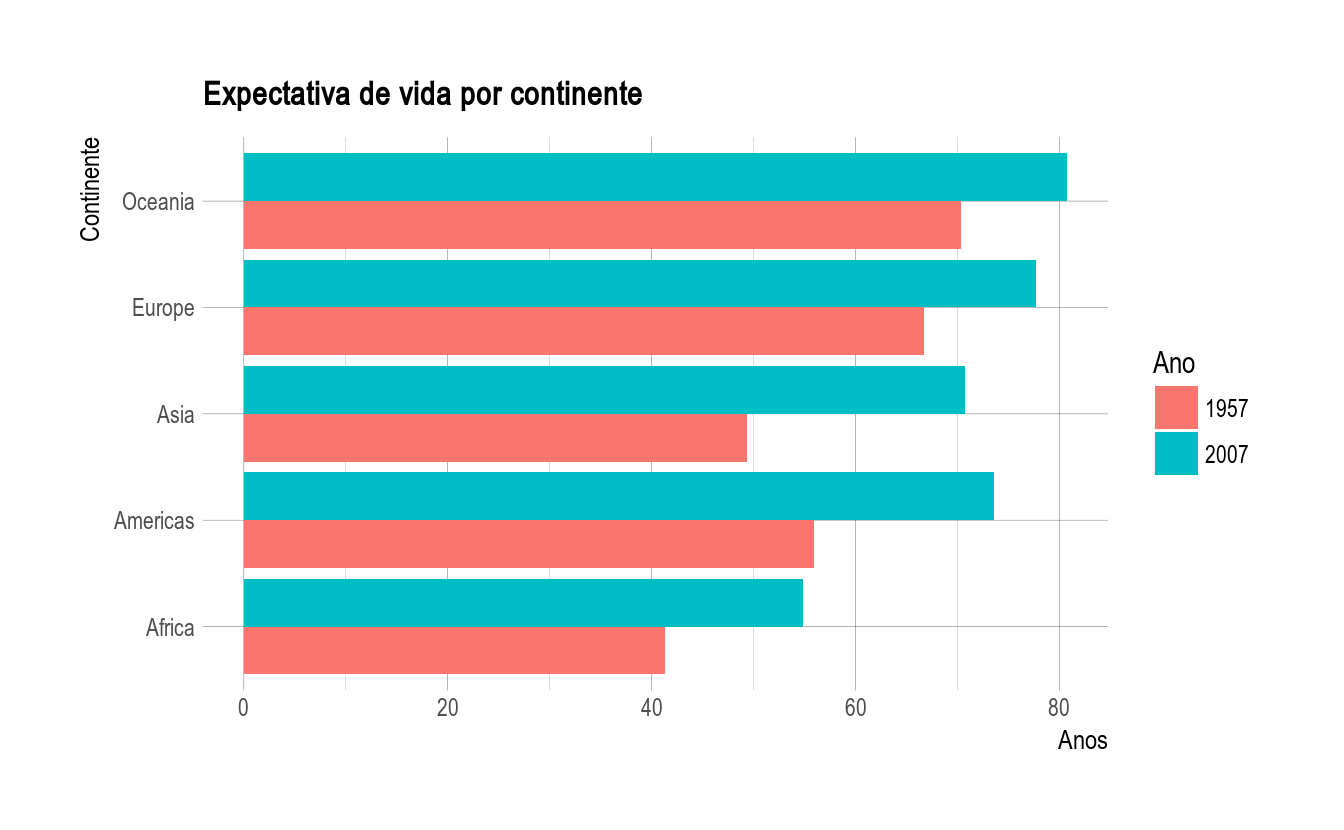 Expectativa de vida por continente
Continente
Oceania
Europe
Asia
Americas
Africa
0 20 40 60 80
Anos
Ano
1957
2007